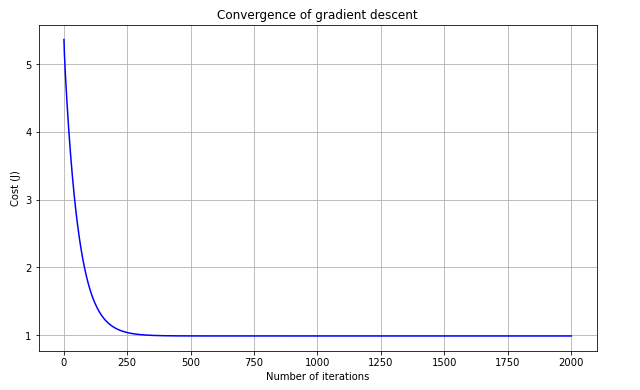 Convergence of gradient descent
5
4
3
2
1
Cost (J)
0 250 500 750 1000 1250 1500 1750 2000
Number of iterations